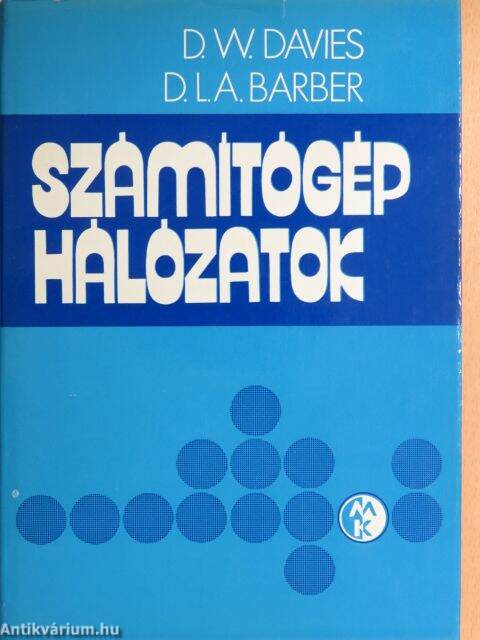 D. W. DAVIES
D. L. A. BARBER
SZÁMÍTÓGÉP
HÁLÓZATOK
MK
Antikvárium.hu